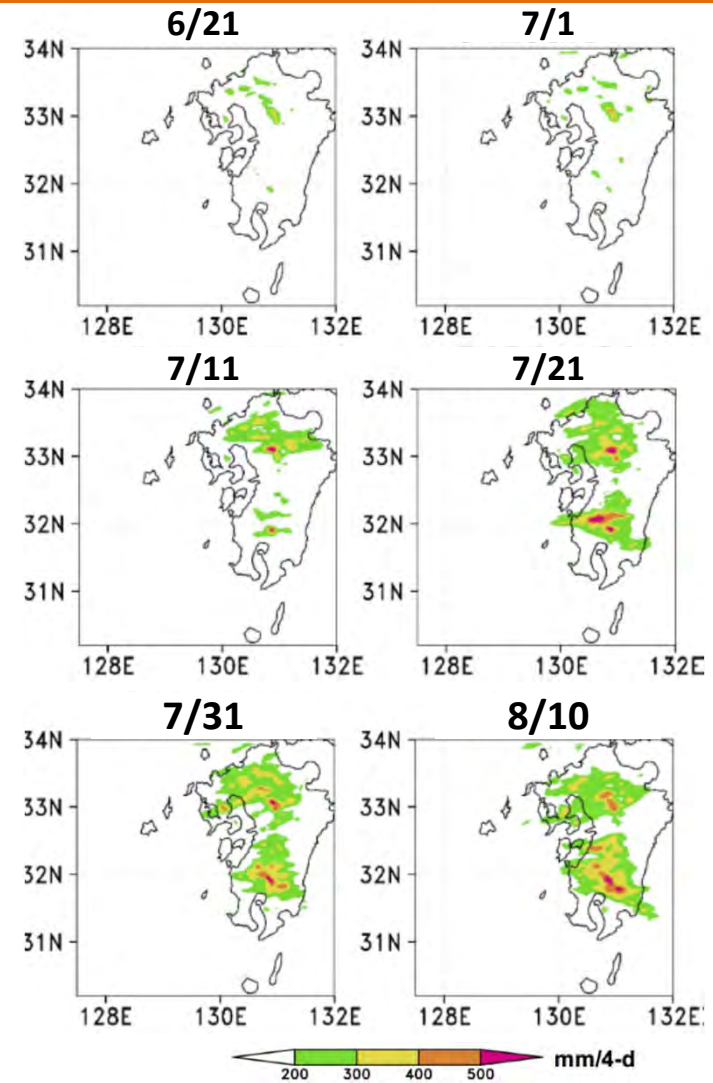 6/21 7/1
34N 34N
33N 33N
32N 32N
31N 31N
128E 130E 132E 128E 130E 132E
7/11 7/21
34N 34N
33N 33N
32N 32N
31N 31N
128E 130E 132E 128E 130E 132E
7/31 8/10
34N 34N
33N 33N
32N 32N
31N 31N
128E 130E 132E 128E 130E 132E
mm/4-d
200 300 400 500